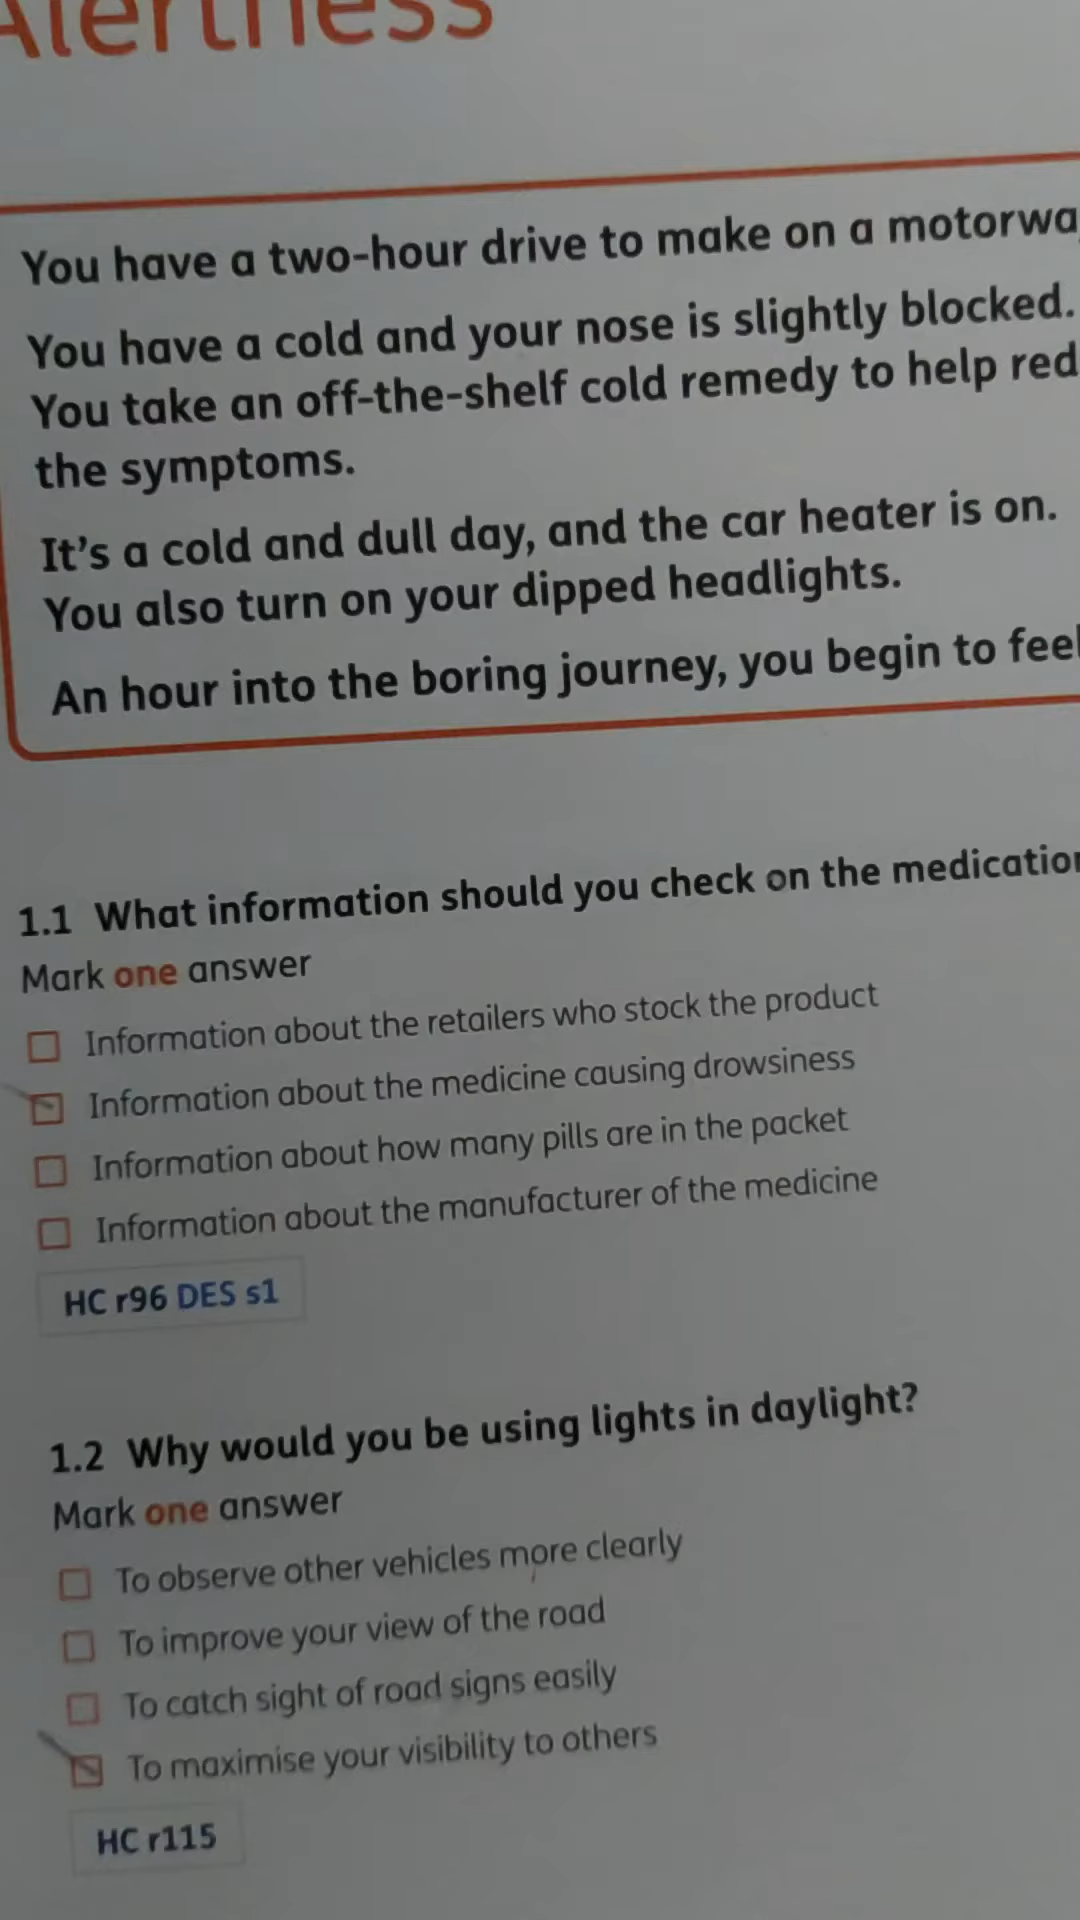 Alertness
You have a two-hour drive to make on a
You have a cold and your nose is slightly blocked.
You take an off-the-shelf cold remedy to help
the symptoms.
It's a cold and dull day, and the car heater is on.
You also turn on your dipped headlights.
An hour into the boring journey, you begin to feel
1.1 What information should you check on the
Mark one answer
Information about the retailers who stock the product
Information about the medicine causing drowsiness
Information about how many pills are in the packet
Information about the manufacturer of the medicine
HC r96 DES s1
1.2 Why would you be using lights in daylight?
Mark one answer
To observe other vehicles more clearly
To improve your view of the road
To catch sight of road signs easily
To maximise your visibility to others
HC r115